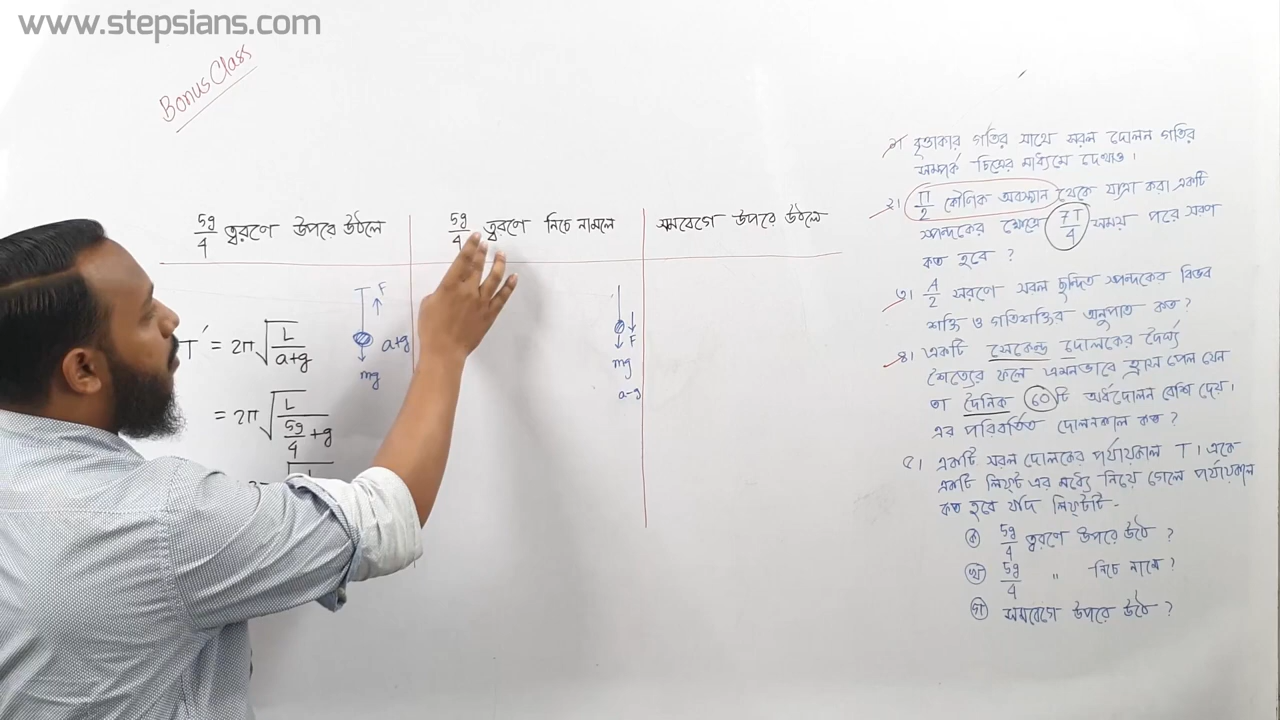 www.stepsians.com
Bonus Class
5g/4 ত্বরণে উপরে উঠলে
5g/4 ত্বরণে নিচে নামলে
সমবেগে উপরে উঠলে
F
a+g
mg
T' = 2π√(L/(a+g))
= 2π√(L/(5g/4+g))
F
mg
a-g
১। বৃত্তাকার গতির সাথে সরল দোলন গতির
সম্পর্ক চিত্রের মাধ্যমে দেখাও।
২। π/2 কৌণিক অবস্থান থেকে যাত্রা করা একটি
স্পন্দকের ক্ষেত্রে 7T/4 সময় পরে সরণ
কত হবে ?
৩। A/2 সরণে সরল ছন্দিত স্পন্দকের বিভব
শক্তি ও গতিশক্তির অনুপাত কত ?
৪। একটি সেকেন্ড দোলকের দৈর্ঘ্য
শৈত্যের ফলে এমনভাবে হ্রাস পেল যেন
তা দৈনিক 60টি অর্ধদোলন বেশি দেয়।
এর পরিবর্তিত দোলনকাল কত ?
৫। একটি সরল দোলকের পর্যায়কাল T। একে
একটি লিফ্ট এর মধ্যে নিয়ে গেলে পর্যায়কাল
কত হবে যদি লিফ্টটি -
ক 5g/4 ত্বরণে উপরে উঠে ?
খ 5g/4 " নিচে নামে ?
গ সমবেগে উপরে উঠে ?